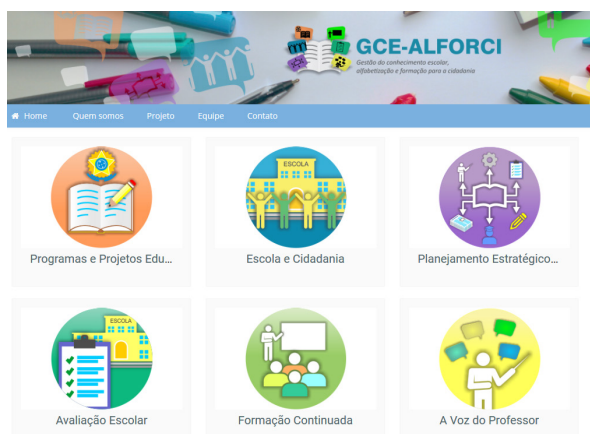 GCE-ALFORCI
Gestão do conhecimento escolar,
alfabetização e formação para a cidadania
Home Quem somos Projeto Equipe Contato
ESCOLA
Programas e Projetos Edu... Escola e Cidadania Planejamento Estratégico...
ESCOLA
Avaliação Escolar Formação Continuada A Voz do Professor